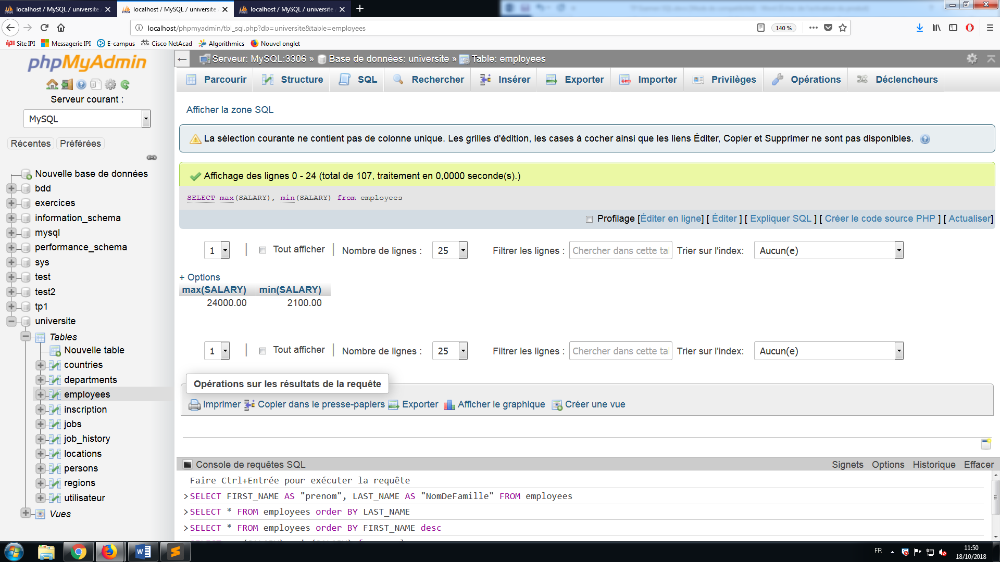 localhost / MySQL / universite
localhost / MySQL / universite
localhost / MySQL / universite
localhost/phpmyadmin/tbl_sql.php?db=universite&table=employees
140 %
Site IPI
Messagerie IPI
E-campus
Cisco NetAcad
Algorithmics
Nouvel onglet
phpMyAdmin
Serveur courant :
MySQL
Récentes
Préférées
Nouvelle base de données
bdd
exercices
information_schema
mysql
performance_schema
sys
test
test2
tp1
universite
Tables
Nouvelle table
countries
departments
employees
inscription
jobs
job_history
locations
persons
regions
utilisateur
Vues
Serveur: MySQL:3306 » Base de données: universite » Table: employees
Parcourir
Structure
SQL
Rechercher
Insérer
Exporter
Importer
Privilèges
Opérations
Déclencheurs
Afficher la zone SQL
La sélection courante ne contient pas de colonne unique. Les grilles d'édition, les cases à cocher ainsi que les liens Éditer, Copier et Supprimer ne sont pas disponibles.
Affichage des lignes 0 - 24 (total de 107, traitement en 0,0000 seconde(s).)
SELECT max(SALARY), min(SALARY) from employees
Profilage [Éditer en ligne] [ Éditer ] [ Expliquer SQL ] [ Créer le code source PHP ] [ Actualiser]
1 | Tout afficher | Nombre de lignes : 25 Filtrer les lignes : Chercher dans cette tal Trier sur l'index: Aucun(e)
+ Options
max(SALARY) min(SALARY)
24000.00 2100.00
1 | Tout afficher | Nombre de lignes : 25 Filtrer les lignes : Chercher dans cette tal Trier sur l'index: Aucun(e)
Opérations sur les résultats de la requête
Imprimer Copier dans le presse-papiers Exporter Afficher le graphique Créer une vue
Console de requêtes SQL
Signets Options Historique Effacer
Faire Ctrl+Entrée pour exécuter la requête
>SELECT FIRST_NAME AS "prenom", LAST_NAME AS "NomDeFamille" FROM employees
>SELECT * FROM employees order BY LAST_NAME
>SELECT * FROM employees order BY FIRST_NAME desc
FR
11:50
18/10/2018